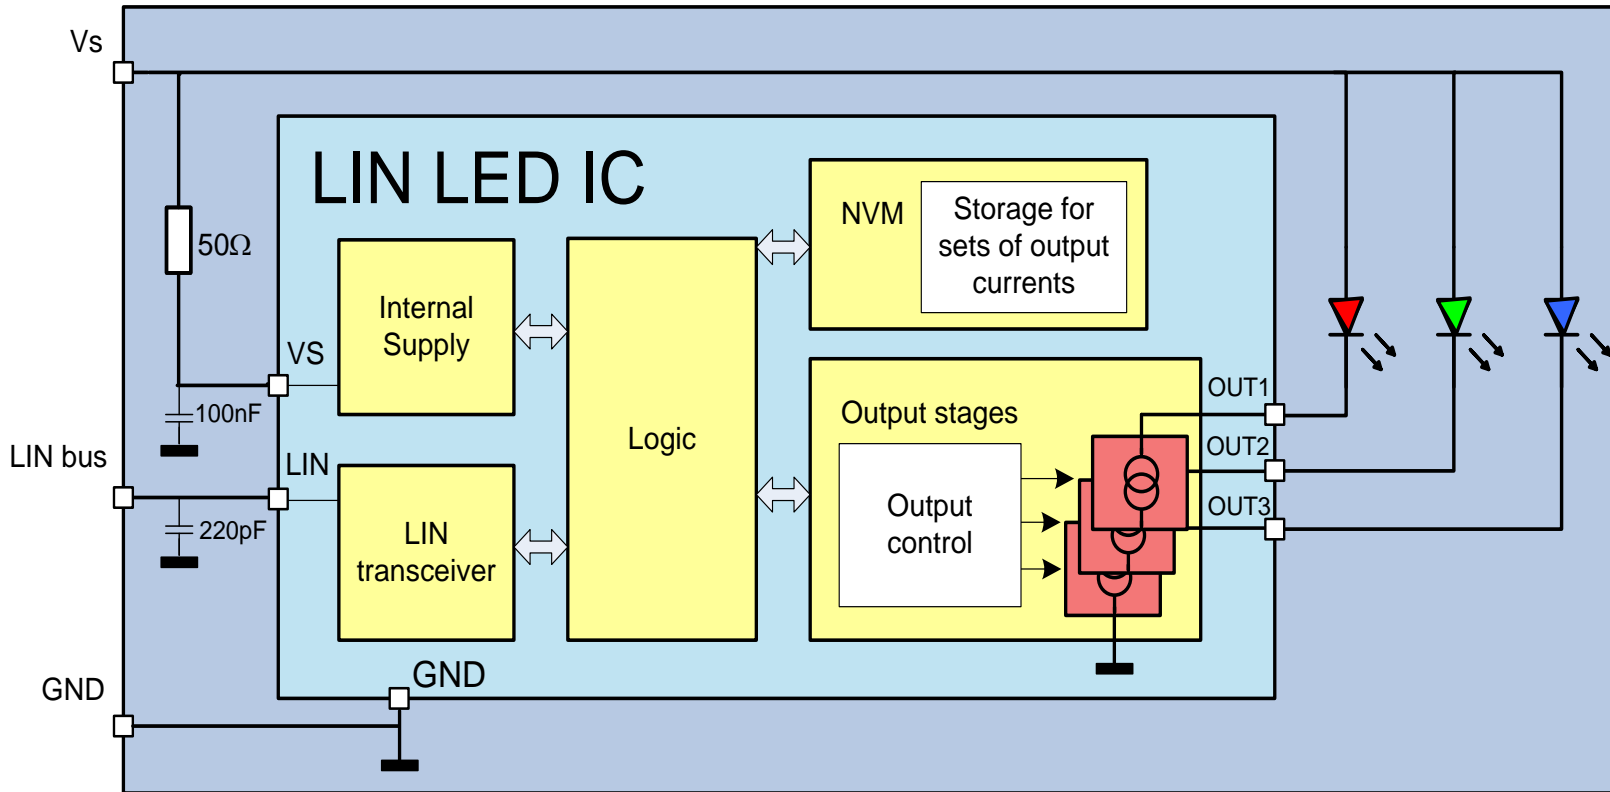 Vs
LIN LED IC
NVM
Storage for
sets of output
currents
50Ω
Internal
Supply
VS
100nF
OUT1
Output stages
Logic
OUT2
LIN bus
LIN
OUT3
220pF
LIN
transceiver
Output
control
GND
GND